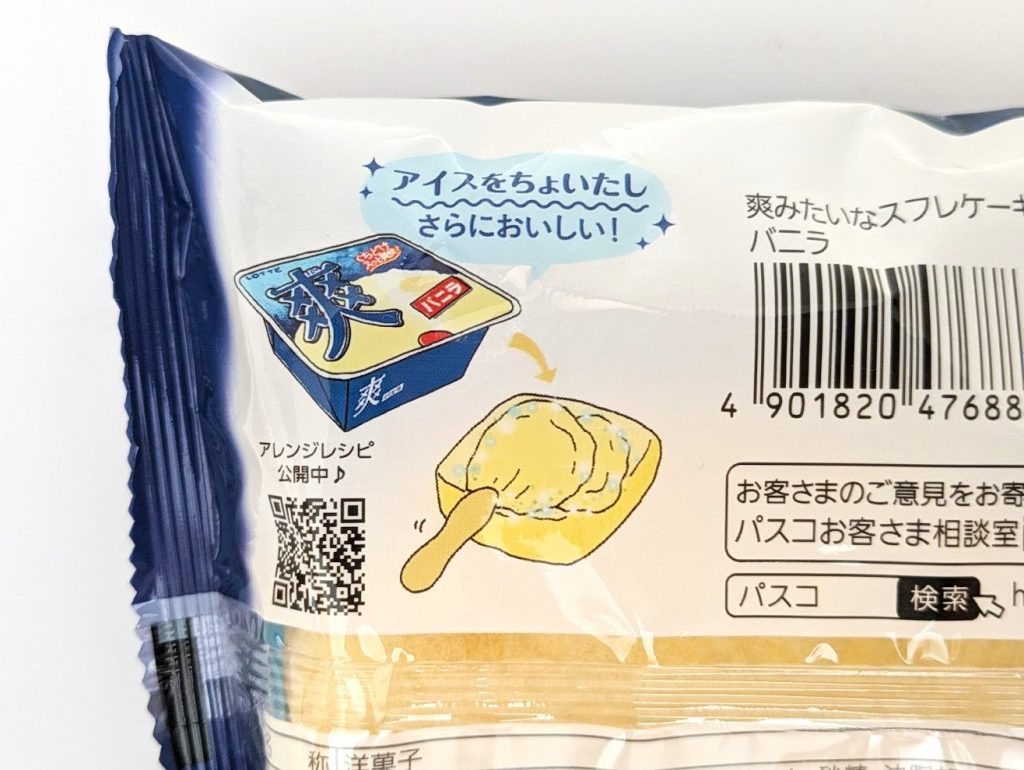 アイスをちょいたし
さらにおいしい!
LOTTE
爽
バニラ
爽
アレンジレシピ
公開中♪
爽みたいなスフレケーキ
バニラ
4 901820 47688
お客さまのご意見をお寄
パスコお客さま相談室
パスコ 検索 h
称 洋菓子